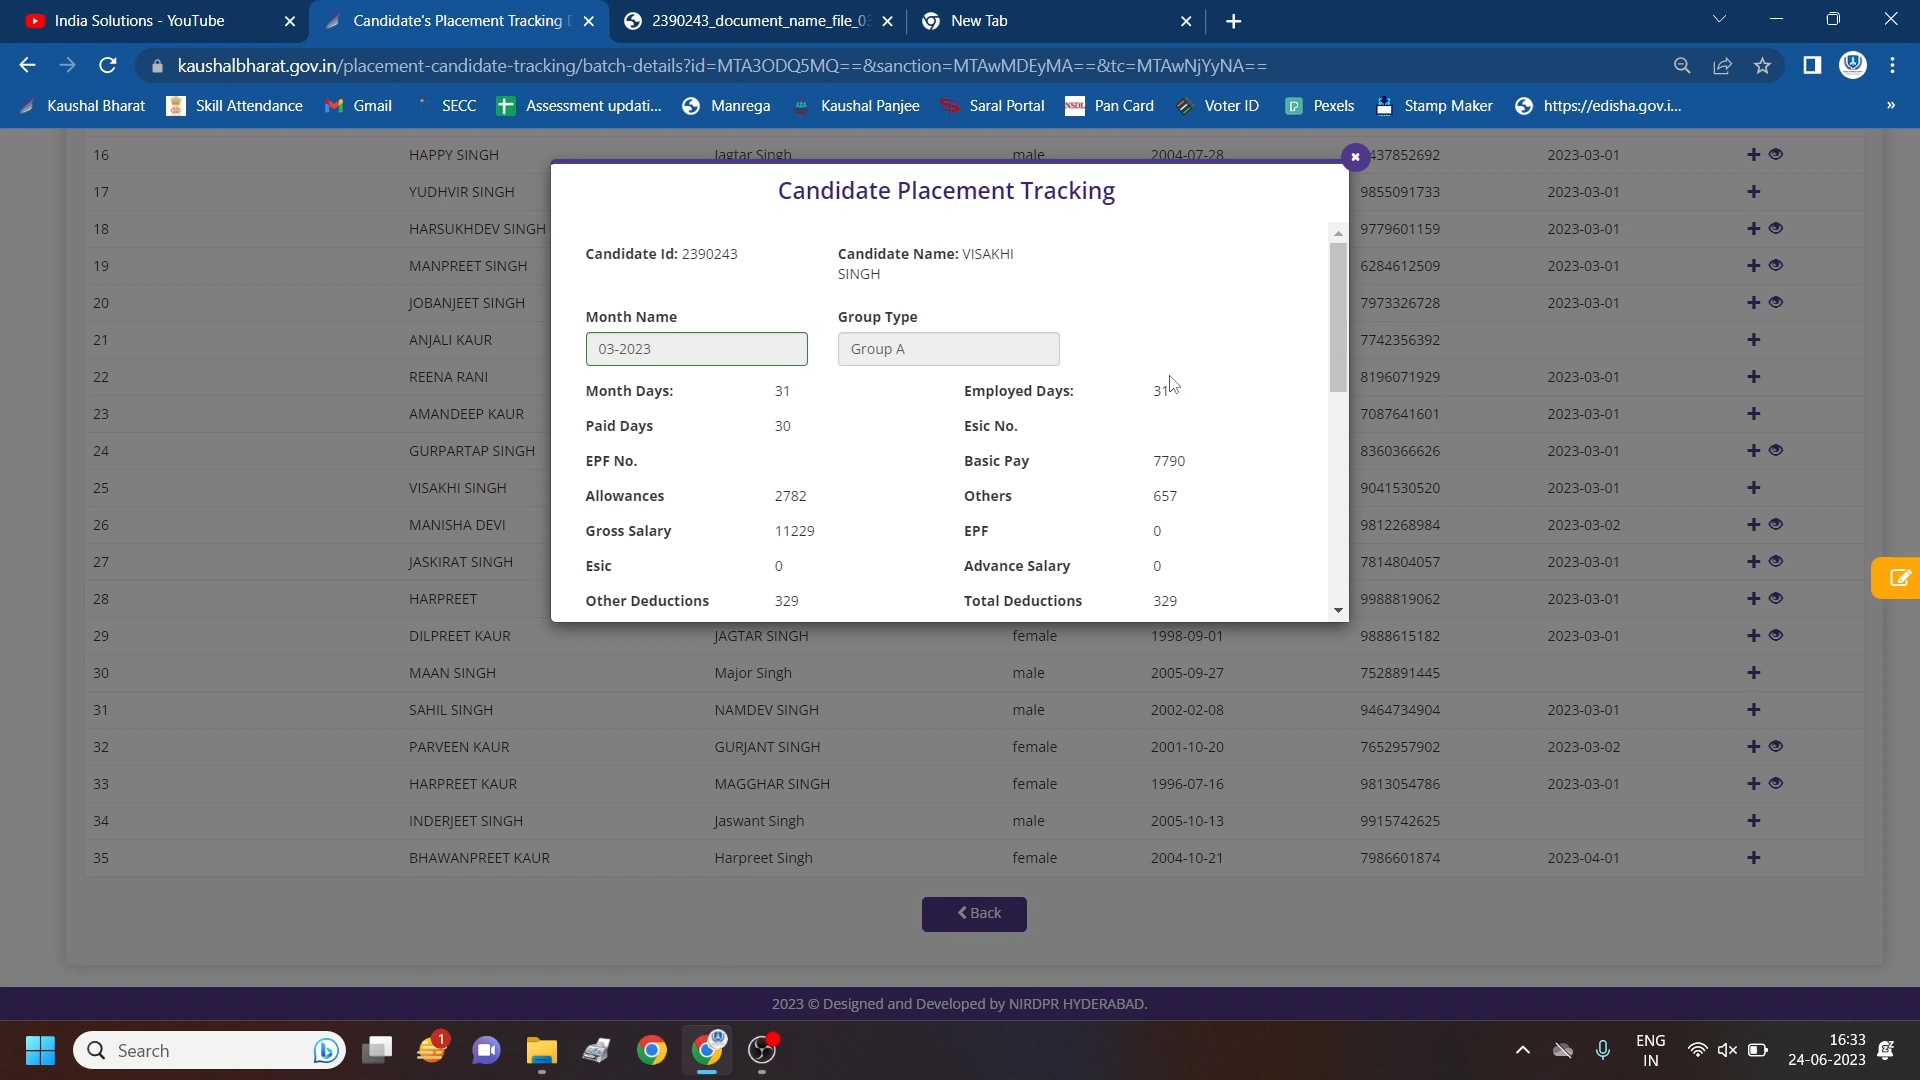 India Solutions - YouTube
Candidate's Placement Tracking
2390243_document_name_file_03
New Tab
kaushalbharat.gov.in/placement-candidate-tracking/batch-details?id=MTA3ODQ5MQ==&sanction=MTAwMDEyMA==&tc=MTAwNjYyNA==
Kaushal Bharat Skill Attendance Gmail SECC Assessment updati... Manrega Kaushal Panjee Saral Portal Pan Card Voter ID Pexels Stamp Maker https://edisha.gov.i... »
16 HAPPY SINGH Jagtar Singh male 2004-07-28 437852692 2023-03-01
17 YUDHVIR SINGH 9855091733 2023-03-01
18 HARSUKHDEV SINGH 9779601159 2023-03-01
19 MANPREET SINGH 6284612509 2023-03-01
20 JOBANJEET SINGH 7973326728 2023-03-01
21 ANJALI KAUR 7742356392
22 REENA RANI 8196071929 2023-03-01
23 AMANDEEP KAUR 7087641601 2023-03-01
24 GURPARTAP SINGH 8360366626 2023-03-01
25 VISAKHI SINGH 9041530520 2023-03-01
26 MANISHA DEVI 9812268984 2023-03-02
27 JASKIRAT SINGH 7814804057 2023-03-01
28 HARPREET 9988819062 2023-03-01
29 DILPREET KAUR JAGTAR SINGH female 1998-09-01 9888615182 2023-03-01
30 MAAN SINGH Major Singh male 2005-09-27 7528891445
31 SAHIL SINGH NAMDEV SINGH male 2002-02-08 9464734904 2023-03-01
32 PARVEEN KAUR GURJANT SINGH female 2001-10-20 7652957902 2023-03-02
33 HARPREET KAUR MAGGHAR SINGH female 1996-07-16 9813054786 2023-03-01
34 INDERJEET SINGH Jaswant Singh male 2005-10-13 9915742625
35 BHAWANPREET KAUR Harpreet Singh female 2004-10-21 7986601874 2023-04-01
Candidate Placement Tracking
Candidate Id: 2390243 Candidate Name: VISAKHI
SINGH
Month Name Group Type
03-2023 Group A
Month Days: 31 Employed Days: 31
Paid Days 30 Esic No.
EPF No. Basic Pay 7790
Allowances 2782 Others 657
Gross Salary 11229 EPF 0
Esic 0 Advance Salary 0
Other Deductions 329 Total Deductions 329
Back
2023 © Designed and Developed by NIRDPR HYDERABAD.
Search
1
ENG
IN
16:33
24-06-2023